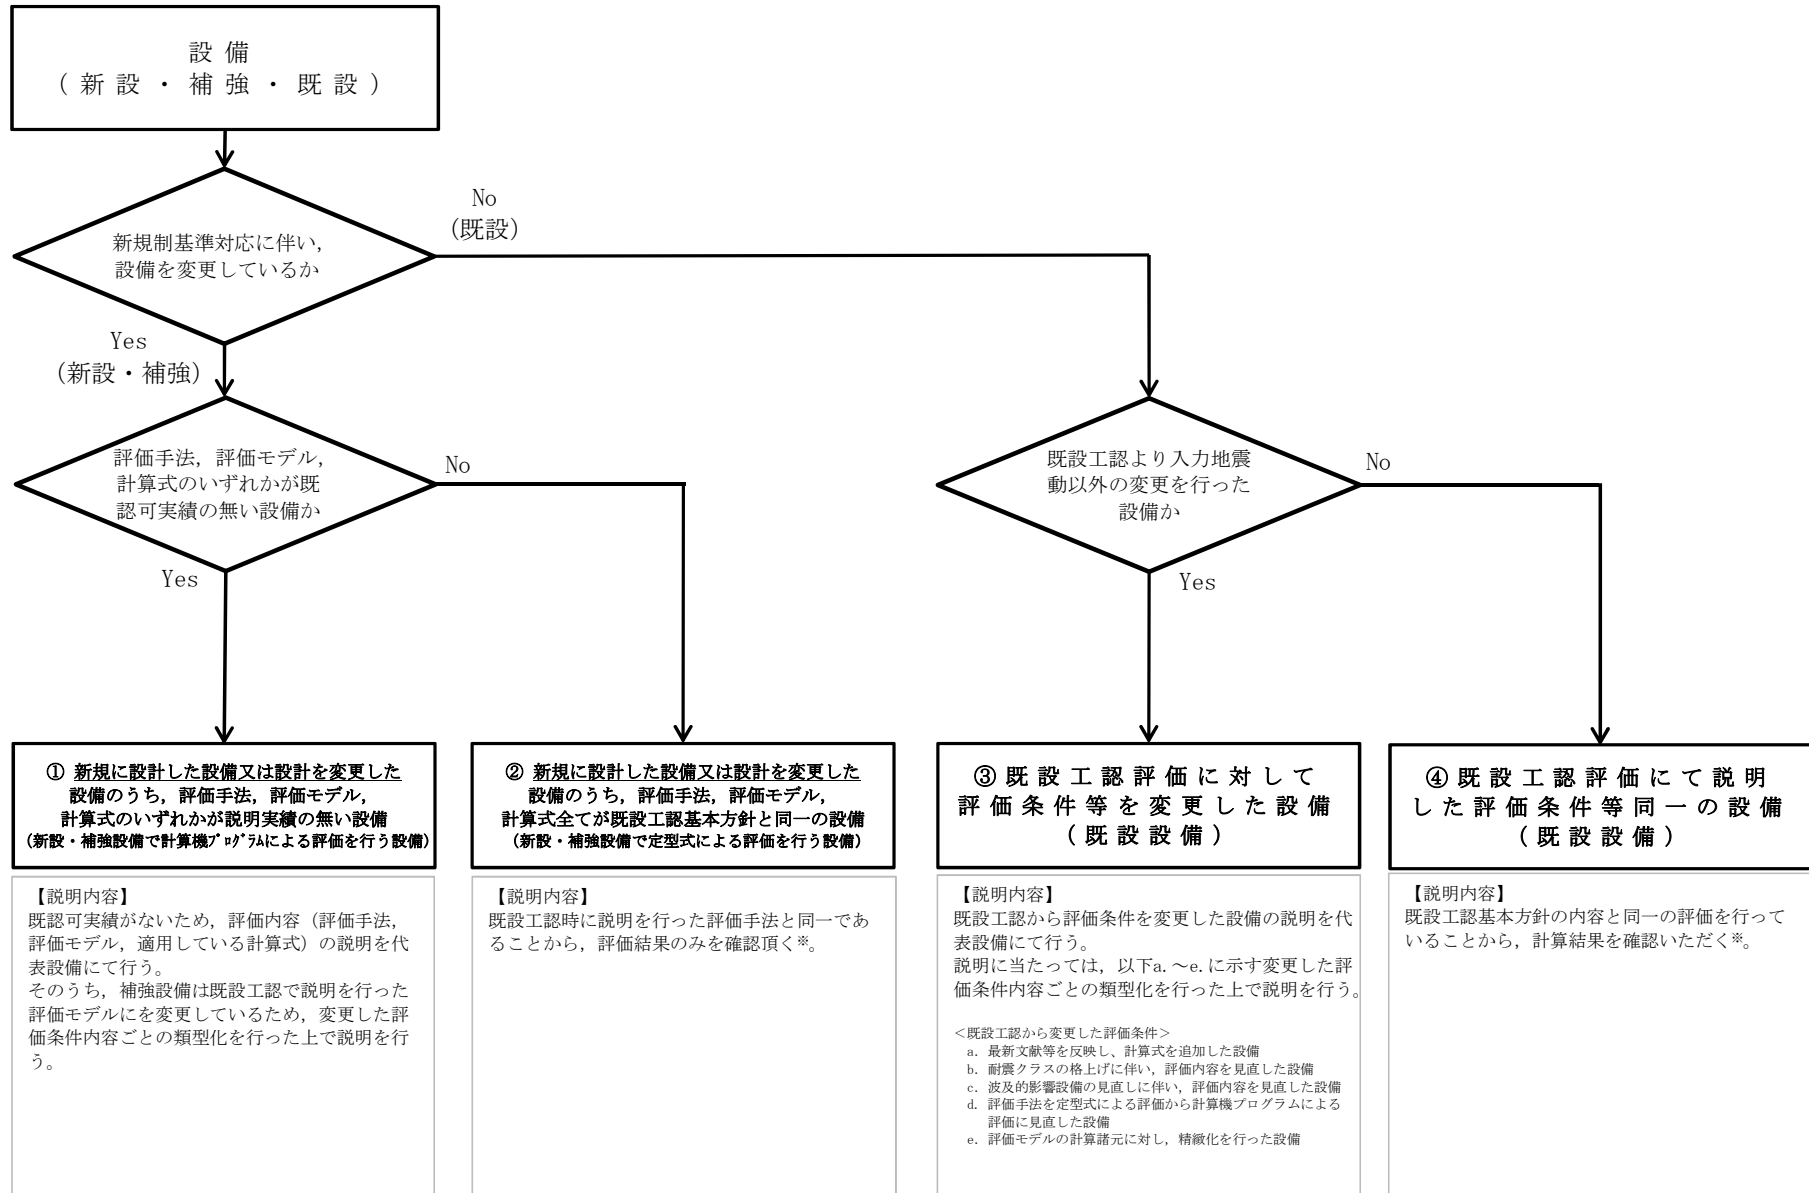 設備
(新設・補強・既設)
新規制基準対応に伴い,
設備を変更しているか
No
(既設)
Yes
(新設・補強)
評価手法, 評価モデル,
計算式のいずれかが既
認可実績の無い設備か
No
Yes
既設工認より入力地震
動以外の変更を行った
設備か
No
Yes
① 新規に設計した設備又は設計を変更した
設備のうち, 評価手法, 評価モデル,
計算式のいずれかが説明実績の無い設備
(新設・補強設備で計算機プログラムによる評価を行う設備)
【説明内容】
既認可実績がないため, 評価内容(評価手法,
評価モデル, 適用している計算式)の説明を代
表設備にて行う。
そのうち, 補強設備は既設工認で説明を行った
評価モデルにを変更しているため, 変更した評
価条件内容ごとの類型化を行った上で説明を行
う。
② 新規に設計した設備又は設計を変更した
設備のうち, 評価手法, 評価モデル,
計算式全てが既設工認基本方針と同一の設備
(新設・補強設備で定型式による評価を行う設備)
【説明内容】
既設工認時に説明を行った評価手法と同一であ
ることから, 評価結果のみを確認頂く※。
③既設工認評価に対して
評価条件等を変更した設備
(既設設備)
【説明内容】
既設工認から評価条件を変更した設備の説明を代
表設備にて行う。
説明に当たっては, 以下a.～e.に示す変更した評
価条件内容ごとの類型化を行った上で説明を行う。
<既設工認から変更した評価条件>
a. 最新文献等を反映し、計算式を追加した設備
b. 耐震クラスの格上げに伴い, 評価内容を見直した設備
c. 波及的影響設備の見直しに伴い, 評価内容を見直した設備
d. 評価手法を定型式による評価から計算機プログラムによる
評価に見直した設備
e. 評価モデルの計算諸元に対し, 精緻化を行った設備
④既設工認評価にて説明
した評価条件等同一の設備
(既設設備)
【説明内容】
既設工認基本方針の内容と同一の評価を行って
いることから, 計算結果を確認いただく※。